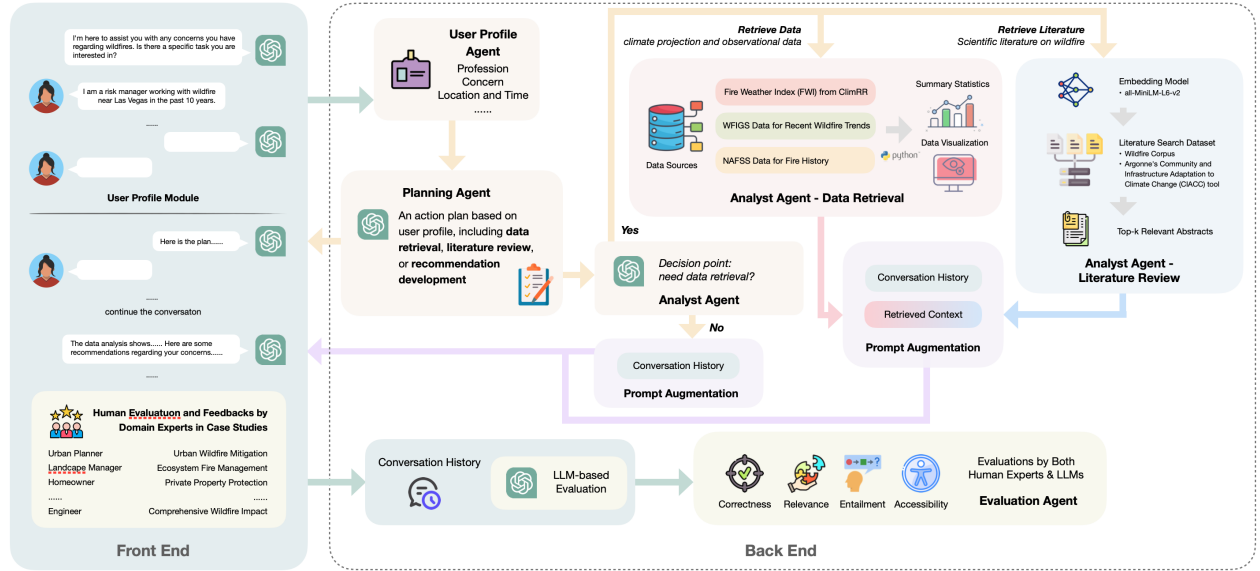 I'm here to assist you with any concerns you have
regarding wildfires. Is there a specific task you are
interested in?
I am a risk manager working with wildfire
near Las Vegas in the past 10 years.
......
User Profile Module
Here is the plan......
......
continue the conversaton
The data analysis shows...... Here are some
recommendations regarding your concerns......
......
Human Evaluatuon and Feedbacks by
Domain Experts in Case Studies
Urban Planner Urban Wildfire Mitigation
Landcape Manager Ecosystem Fire Management
Homeowner Private Property Protection
...... ......
Engineer Comprehensive Wildfire Impact
Front End
User Profile
Agent
Profession
Concern
Location and Time
......
Planning Agent
An action plan based on
user profile, including data
retrieval, literature review,
or recommendation
development
Yes
Decision point:
need data retrieval?
Analyst Agent
No
Conversation History
Prompt Augmentation
Retrieve Data
climate projection and observational data
Data Sources
Fire Weather Index (FWI) from ClimRR
WFIGS Data for Recent Wildfire Trends
NAFSS Data for Fire History
python
Summary Statistics
Data Visualization
Analyst Agent - Data Retrieval
Retrieve Literature
Scientific literature on wildfire
Embedding Model
• all-MiniLM-L6-v2
Literature Search Dataset
• Wildfire Corpus
• Argonne's Community and
Infrastructure Adaptation to
Climate Change (CIACC) tool
Top-k Relevant Abstracts
Analyst Agent -
Literature Review
Conversation History
Retrieved Context
Prompt Augmentation
Conversation History
LLM-based
Evaluation
Correctness
Relevance
Entailment
Accessibility
Evaluations by Both
Human Experts & LLMs
Evaluation Agent
Back End